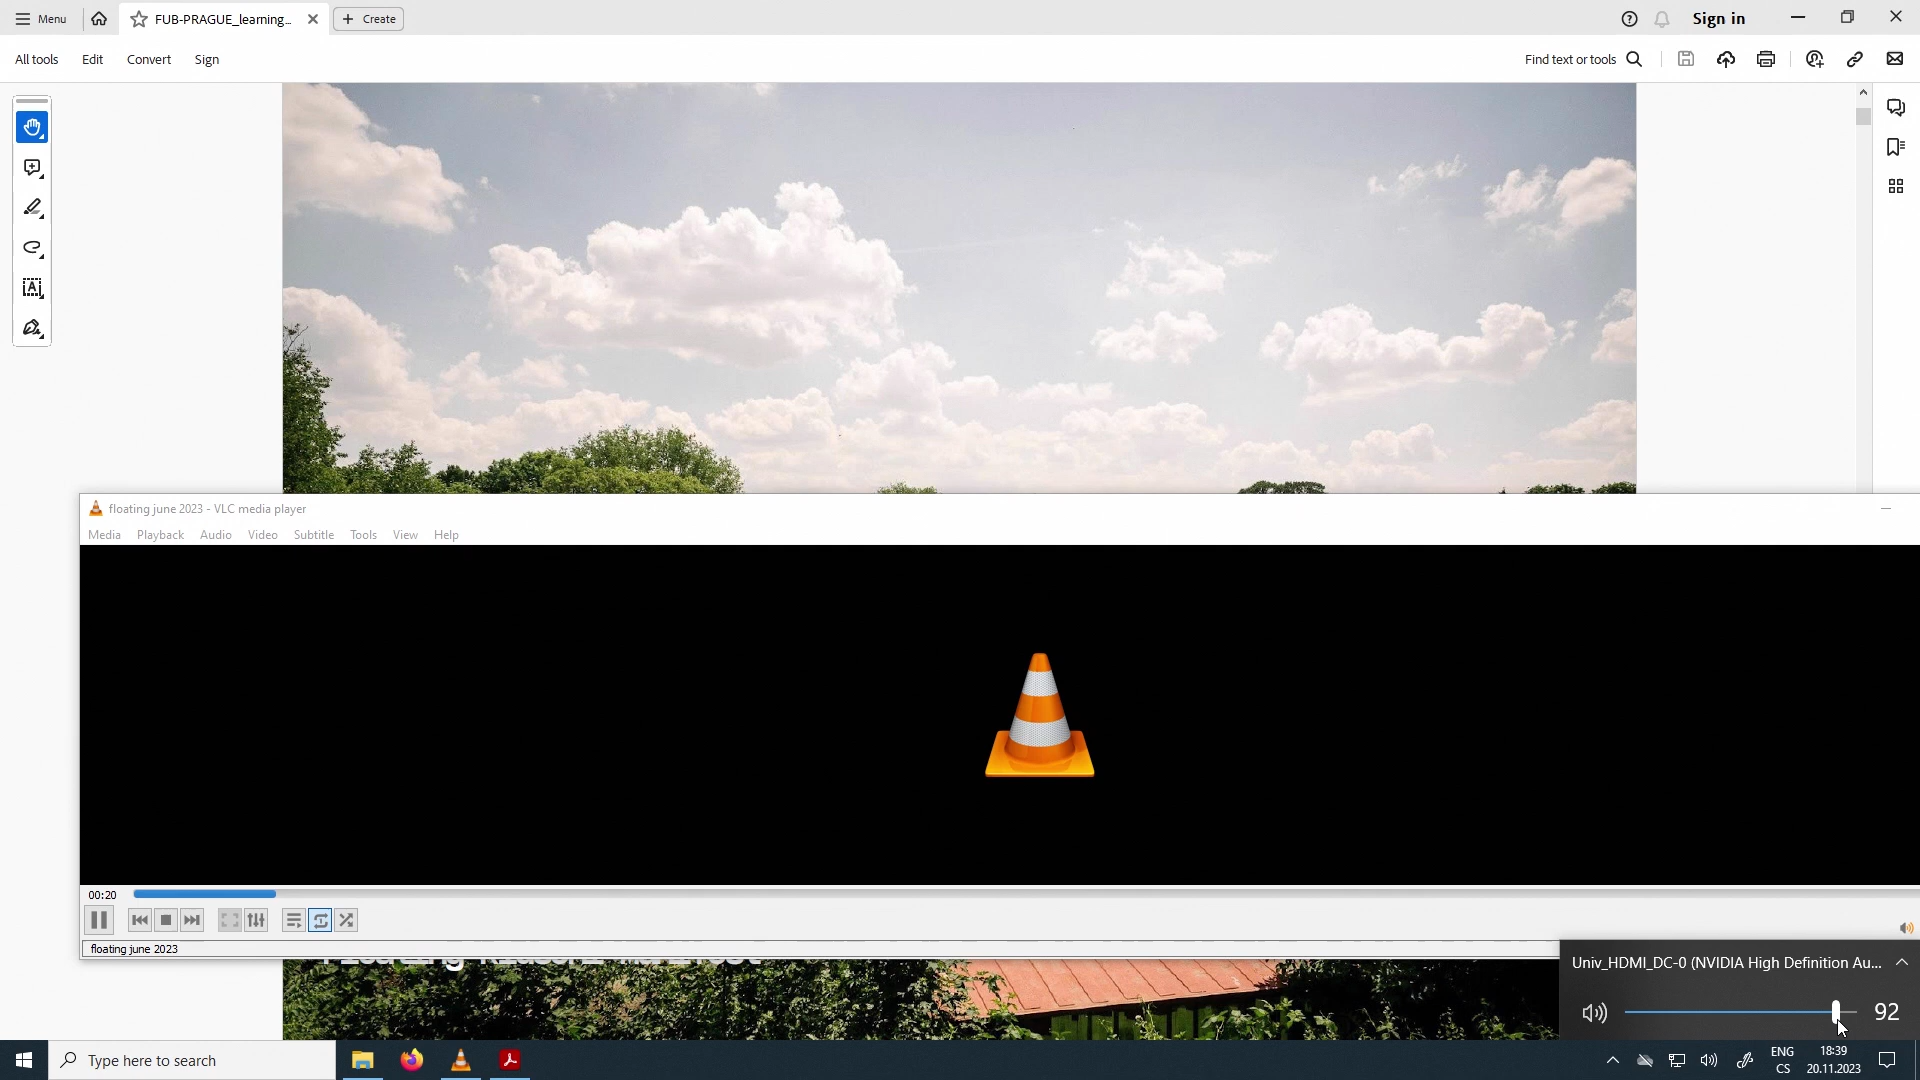 Menu
FUB-PRAGUE_learning...
Create
Sign in
All tools
Edit
Convert
Sign
Find text or tools
floating june 2023 - VLC media player
Media
Playback
Audio
Video
Subtitle
Tools
View
Help
00:20
floating june 2023
Univ_HDMI_DC-0 (NVIDIA High Definition Au...
92
Type here to search
ENG
CS
18:39
20.11.2023